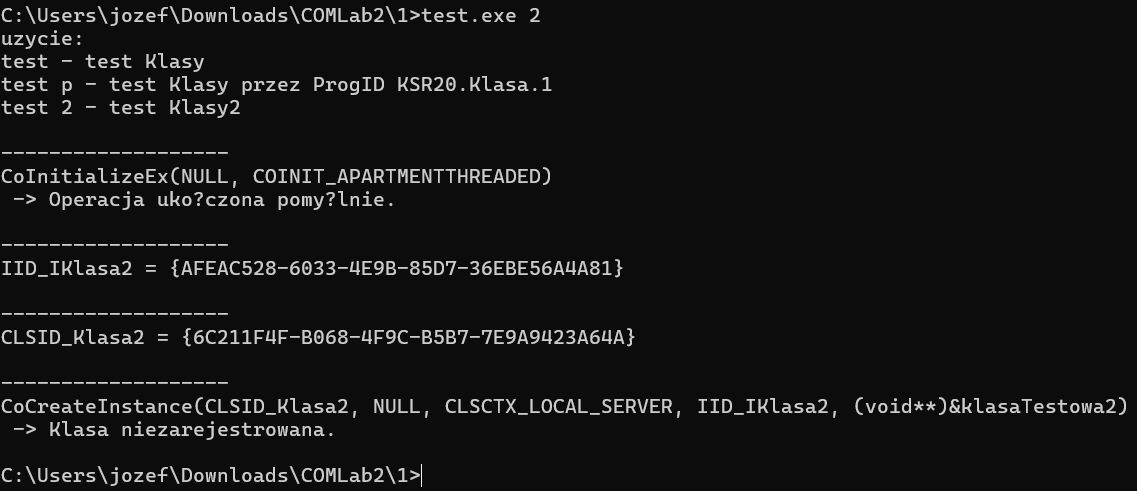 C:\Users\jozef\Downloads\COMLab2\1>test.exe 2
uzycie:
test - test Klasy
test p - test Klasy przez ProgID KSR20.Klasa.1
test 2 - test Klasy2
-------------------
CoInitializeEx(NULL, COINIT_APARTMENTTHREADED)
-> Operacja uko?czona pomy?lnie.
-------------------
IID_IKlasa2 = {AFEAC528-6033-4E9B-85D7-36EBE56A4A81}
-------------------
CLSID_Klasa2 = {6C211F4F-B068-4F9C-B5B7-7E9A9423A64A}
-------------------
CoCreateInstance(CLSID_Klasa2, NULL, CLSCTX_LOCAL_SERVER, IID_IKlasa2, (void**)&klasaTestowa2)
-> Klasa niezarejestrowana.
C:\Users\jozef\Downloads\COMLab2\1>